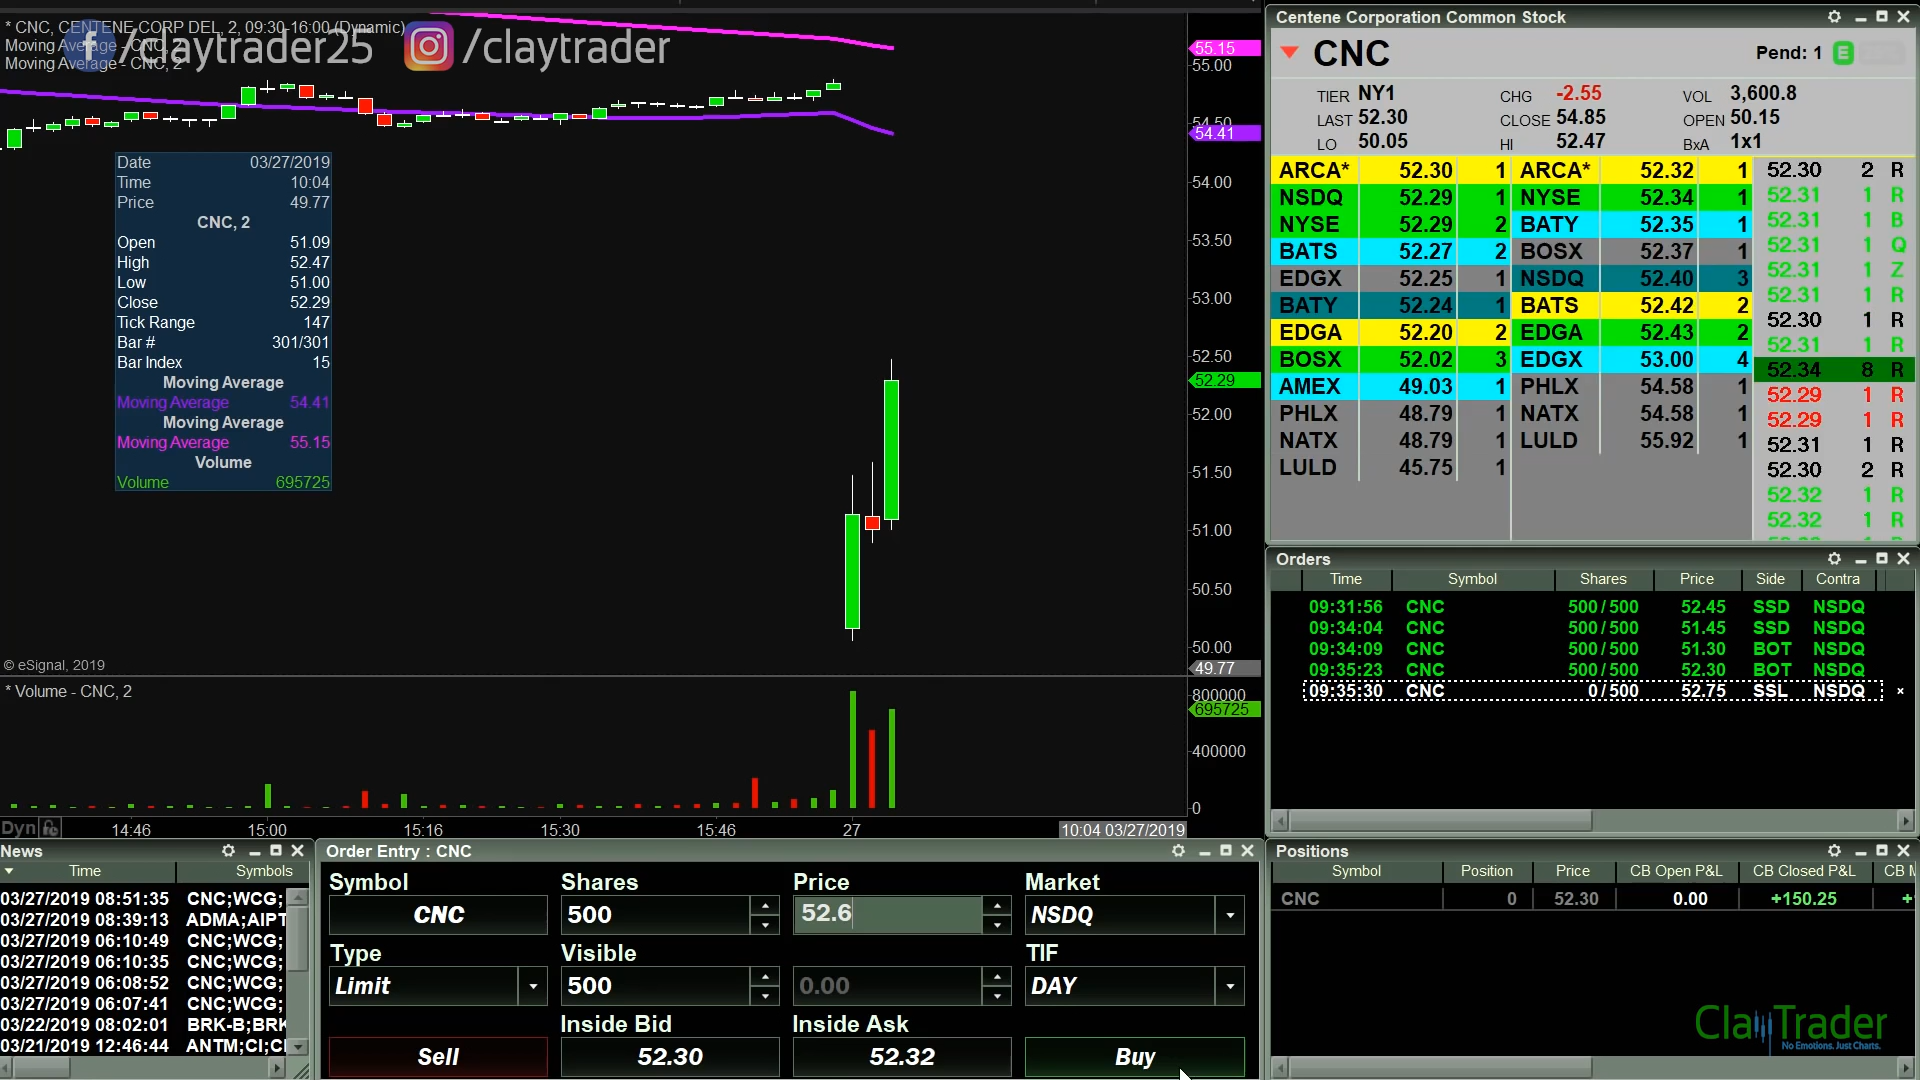 * CNC, CENTENE CORP DEL, 2, 09:30-16:00 (Dynamic)
Moving Average - CNC, 2
Moving Average - CNC, 2
/claytrader25
/claytrader
55.15
55.00
54.50
54.41
54.00
53.50
53.00
52.50
52.29
52.00
51.50
51.00
50.50
50.00
49.77
Date 03/27/2019
Time 10:04
Price 49.77
CNC, 2
Open 51.09
High 52.47
Low 51.00
Close 52.29
Tick Range 147
Bar # 301/301
Bar Index 15
Moving Average
Moving Average 54.41
Moving Average
Moving Average 55.15
Volume
Volume 695725
© eSignal, 2019
* Volume - CNC, 2
800000
695725
400000
0
Dyn
14:46 15:00 15:16 15:30 15:46 27 10:04 03/27/2019
Centene Corporation Common Stock
CNC Pend: 1 E
TIER NY1 CHG -2.55 VOL 3,600.8
LAST 52.30 CLOSE 54.85 OPEN 50.15
LO 50.05 HI 52.47 BxA 1x1
ARCA* 52.30 1 ARCA* 52.32 1
NSDQ 52.29 1 NYSE 52.34 1
NYSE 52.29 2 BATY 52.35 1
BATS 52.27 2 BOSX 52.37 1
EDGX 52.25 1 NSDQ 52.40 3
BATY 52.24 1 BATS 52.42 2
EDGA 52.20 2 EDGA 52.43 2
BOSX 52.02 3 EDGX 53.00 4
AMEX 49.03 1 PHLX 54.58 1
PHLX 48.79 1 NATX 54.58 1
NATX 48.79 1 LULD 55.92 1
LULD 45.75 1
52.30 2 R
52.31 1 R
52.31 1 B
52.31 1 Q
52.31 1 Z
52.31 1 R
52.30 1 R
52.31 1 R
52.34 8 R
52.29 1 R
52.29 1 R
52.31 1 R
52.30 2 R
52.32 1 R
52.32 1 R
Orders
Time Symbol Shares Price Side Contra
09:31:56 CNC 500/500 52.45 SSD NSDQ
09:34:04 CNC 500/500 51.45 SSD NSDQ
09:34:09 CNC 500/500 51.30 BOT NSDQ
09:35:23 CNC 500/500 52.30 BOT NSDQ
09:35:30 CNC 0/500 52.75 SSL NSDQ
News
Time Symbols
03/27/2019 08:51:35 CNC;WCG;
03/27/2019 08:39:13 ADMA;AIPT
03/27/2019 06:10:49 CNC;WCG;
03/27/2019 06:10:35 CNC;WCG;
03/27/2019 06:08:52 CNC;WCG;
03/27/2019 06:07:41 CNC;WCG;
03/22/2019 08:02:01 BRK-B;BRK
03/21/2019 12:46:44 ANTM;CI;CI
Order Entry : CNC
Symbol Shares Price Market
CNC 500 52.6 NSDQ
Type Visible TIF
Limit 500 0.00 DAY
Inside Bid Inside Ask
Sell 52.30 52.32 Buy
Positions
Symbol Position Price CB Open P&L CB Closed P&L CB M
CNC 0 52.30 0.00 +150.25 +
ClayTrader
No Emotions. Just Charts.